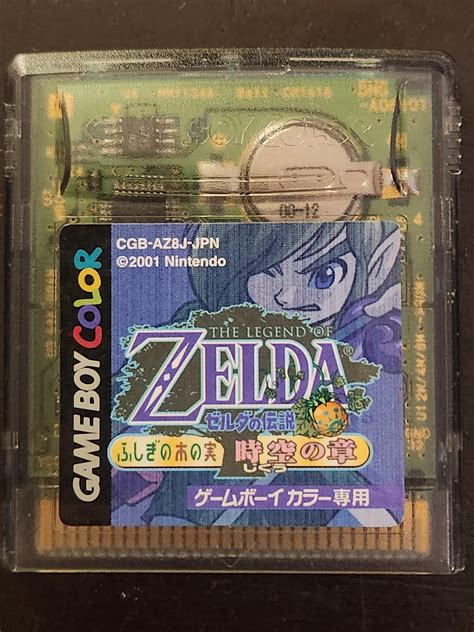 00-12
CGB-AZ8J-JPN
©2001 Nintendo
GAME BOY COLOR
THE LEGEND OF
ZELDA®
ゼルダの伝説
ふしぎの木の実
時空の章
じくう
ゲームボーイカラー専用